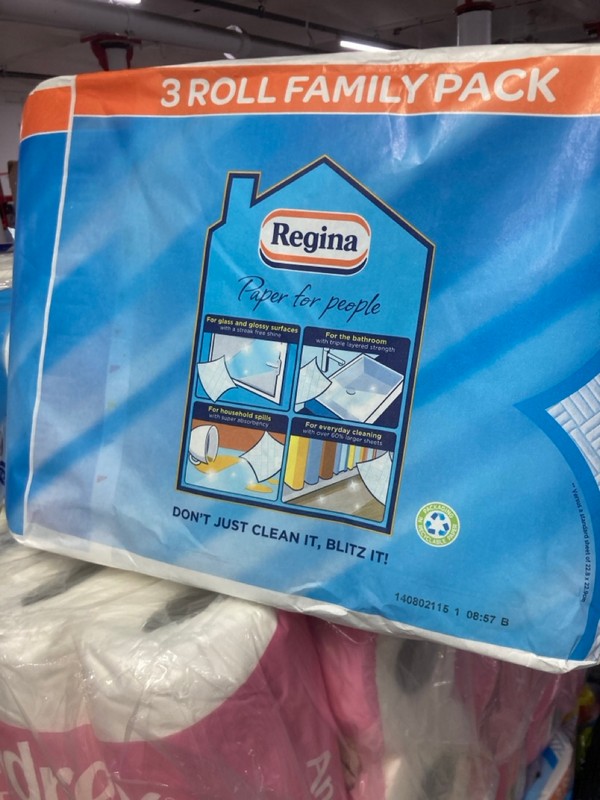 3 ROLL FAMILY PACK
Regina
Paper for people
For glass and glossy surfaces
with a streak free shine
For the bathroom
with triple layered strength
For household spills
with super absorbency
For everyday cleaning
with over 60% larger sheets
DON'T JUST CLEAN IT, BLITZ IT!
PACKAGING
RECYCLABLE
140802115 1 08:57 B